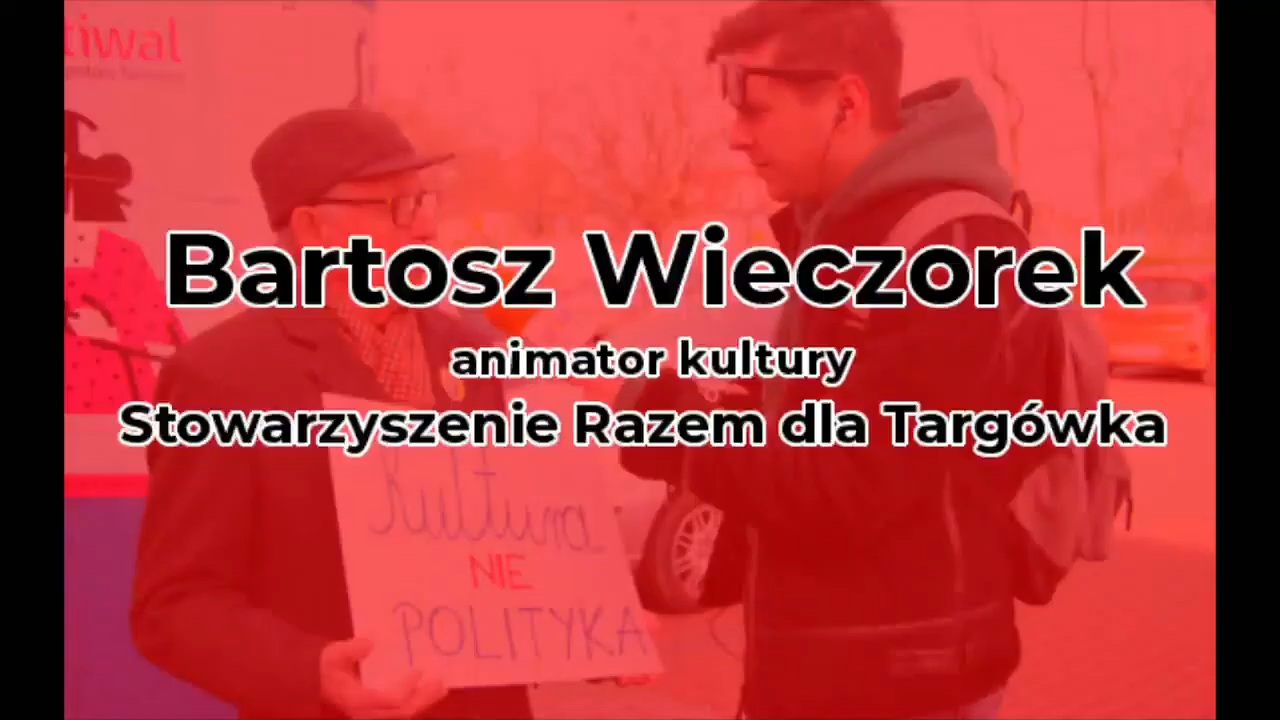 tiwal
Bartosz Wieczorek
animator kultury
Stowarzyszenie Razem dla Targówka
Kultura
NIE
POLITYKA